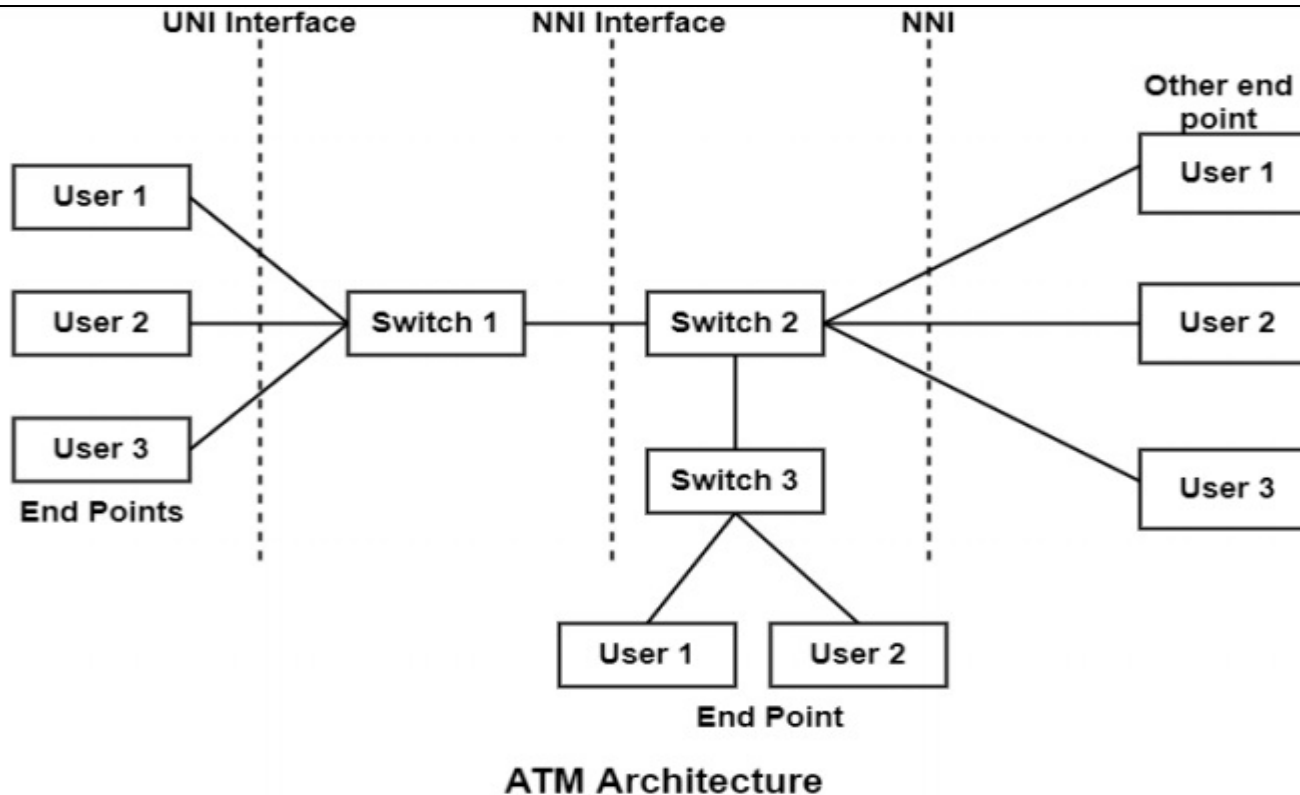 UNI Interface
NNI Interface
NNI
Other end
point
User 1
User 1
User 2
Switch 1
Switch 2
User 2
User 3
Switch 3
User 3
End Points
User 1
User 2
End Point
ATM Architecture